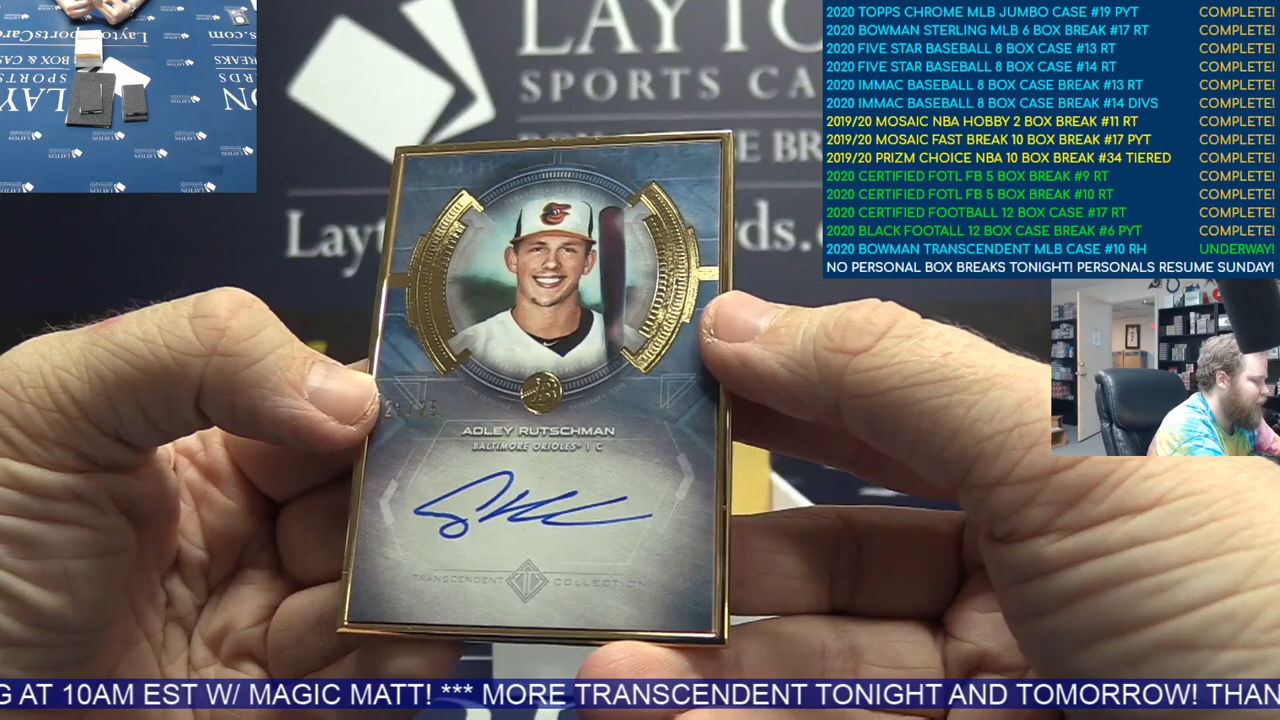 2020 TOPPS CHROME MLB JUMBO CASE #19 PYT COMPLETE!
2020 BOWMAN STERLING MLB 6 BOX BREAK #17 RT COMPLETE!
2020 FIVE STAR BASEBALL 8 BOX CASE #13 RT COMPLETE!
2020 FIVE STAR BASEBALL 8 BOX CASE #14 RT COMPLETE!
2020 IMMAC BASEBALL 8 BOX CASE BREAK #13 RT COMPLETE!
2020 IMMAC BASEBALL 8 BOX CASE BREAK #14 DIVS COMPLETE!
2019/20 MOSAIC NBA HOBBY 2 BOX BREAK #11 RT COMPLETE!
2019/20 MOSAIC FAST BREAK 10 BOX BREAK #17 PYT COMPLETE!
2019/20 PRIZM CHOICE NBA 10 BOX BREAK #34 TIERED COMPLETE!
2020 CERTIFIED FOTL FB 5 BOX BREAK #9 RT COMPLETE!
2020 CERTIFIED FOTL FB 5 BOX BREAK #10 RT COMPLETE!
2020 CERTIFIED FOOTBALL 12 BOX CASE #17 RT COMPLETE!
2020 BLACK FOOTALL 12 BOX CASE BREAK #6 PYT COMPLETE!
2020 BOWMAN TRANSCENDENT MLB CASE #10 RH UNDERWAY!
NO PERSONAL BOX BREAKS TONIGHT! PERSONALS RESUME SUNDAY!
LAYTO
SPORTS CA
E BR
Layt
ds.c
ADLEY RUTSCHMAN
BALTIMORE ORIOLES | C
TRANSCENDENT COLLECTION
G AT 10AM EST W/ MAGIC MATT! *** MORE TRANSCENDENT TONIGHT AND TOMORROW! THAN